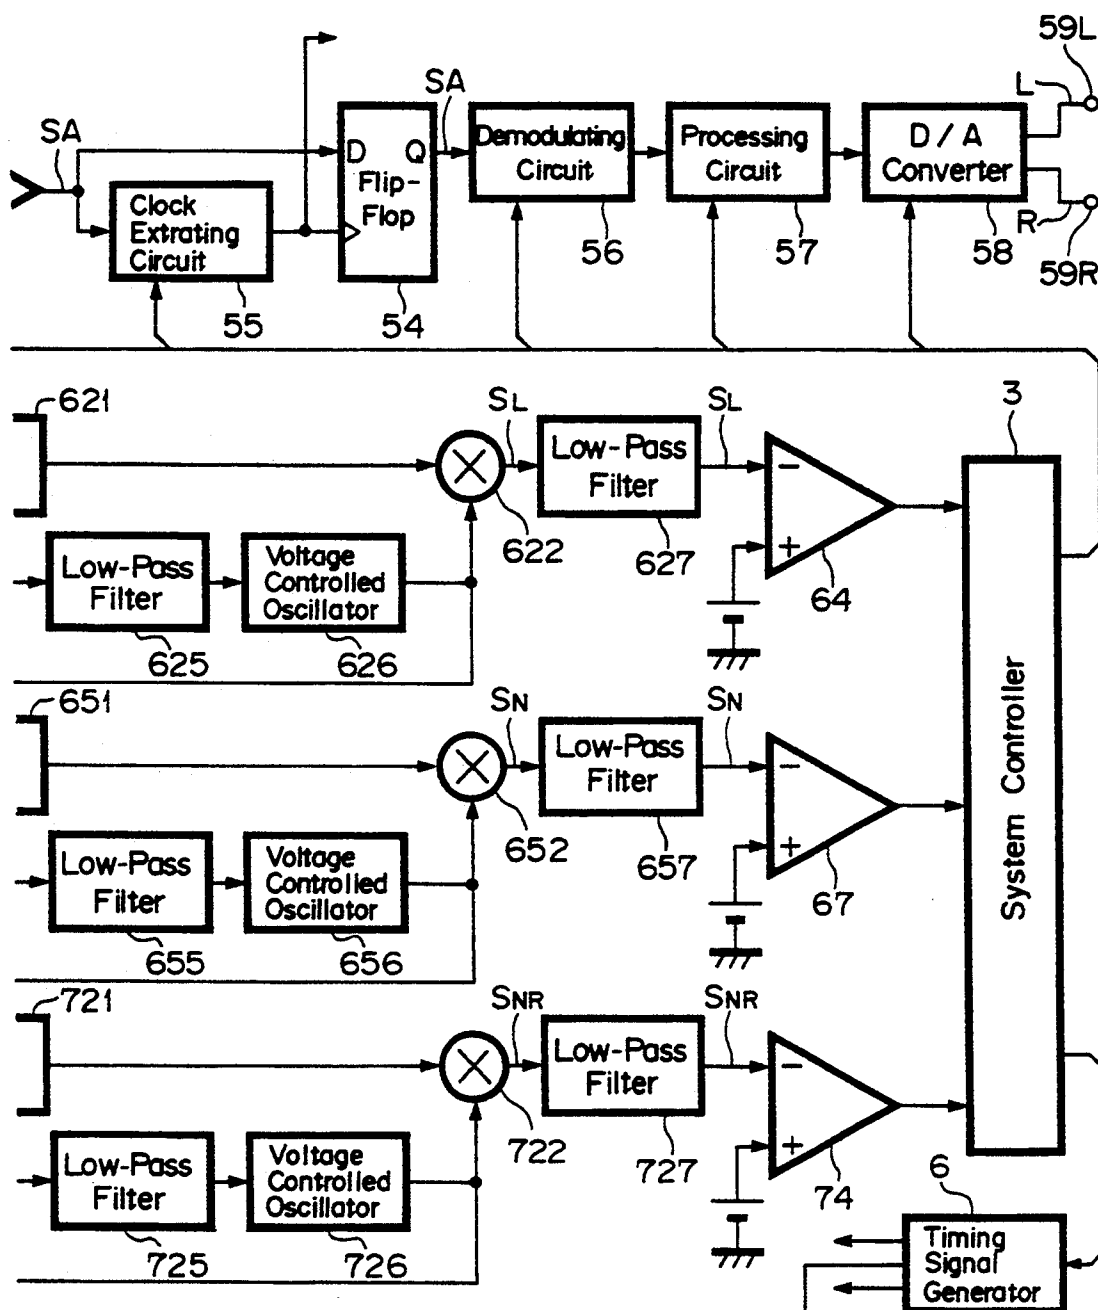 59L
SA
SA
L
D Q
Flip-
Flop
Demodulating
Circuit
Processing
Circuit
D/A
Converter
Clock
Extrating
Circuit
R
55
54
56
57
58
59R
621
SL
SL
3
Low-Pass
Filter
−
+
622
627
64
Low-Pass
Filter
Voltage
Controlled
Oscillator
625
626
651
SN
SN
Low-Pass
Filter
−
+
652
657
67
System Controller
Low-Pass
Filter
Voltage
Controlled
Oscillator
655
656
721
SNR
SNR
Low-Pass
Filter
−
+
722
727
74
Low-Pass
Filter
Voltage
Controlled
Oscillator
725
726
6
Timing
Signal
Generator